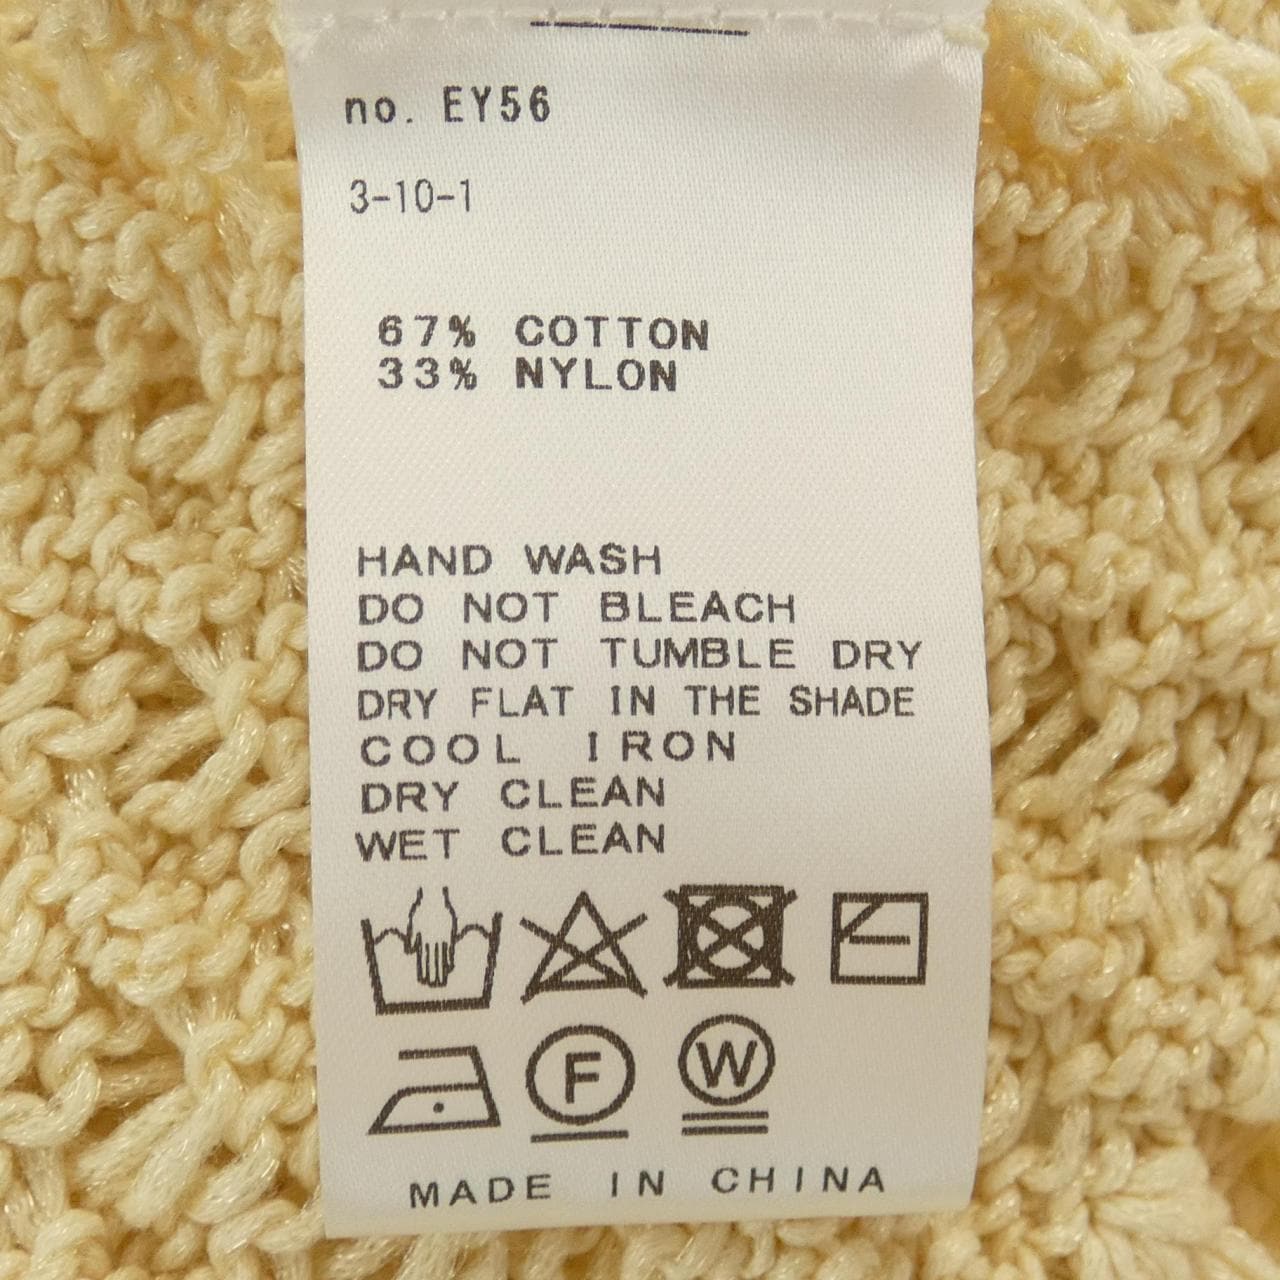 no. EY56
3-10-1
67% COTTON
33% NYLON
HAND WASH
DO NOT BLEACH
DO NOT TUMBLE DRY
DRY FLAT IN THE SHADE
COOL IRON
DRY CLEAN
WET CLEAN
F W
MADE IN CHINA